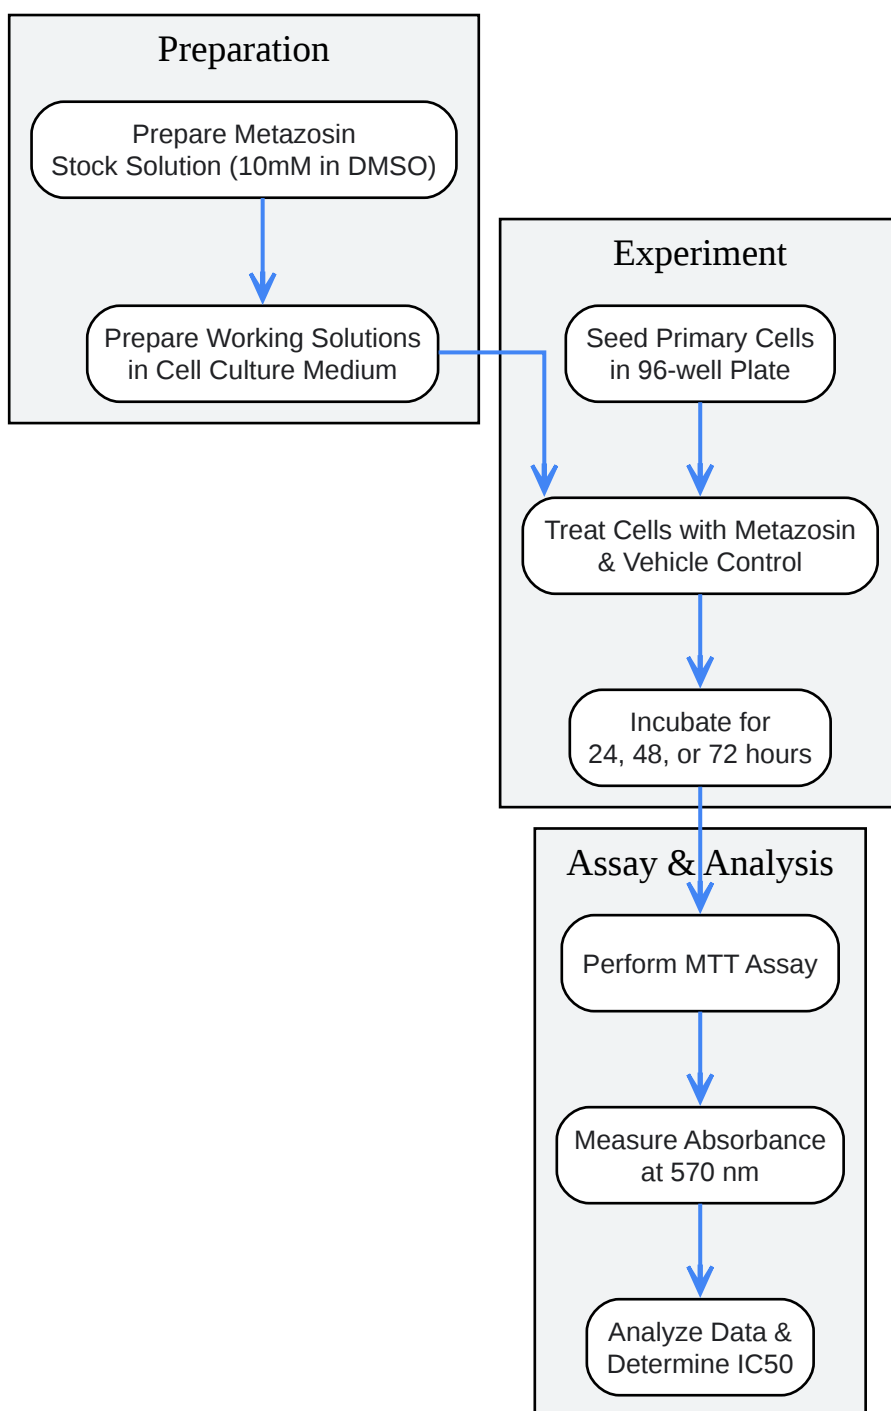 Preparation
Prepare Metazosin
Stock Solution (10mM in DMSO)
Prepare Working Solutions
in Cell Culture Medium
Experiment
Seed Primary Cells
in 96-well Plate
Treat Cells with Metazosin
& Vehicle Control
Incubate for
24, 48, or 72 hours
Assay & Analysis
Perform MTT Assay
Measure Absorbance
at 570 nm
Analyze Data &
Determine IC50